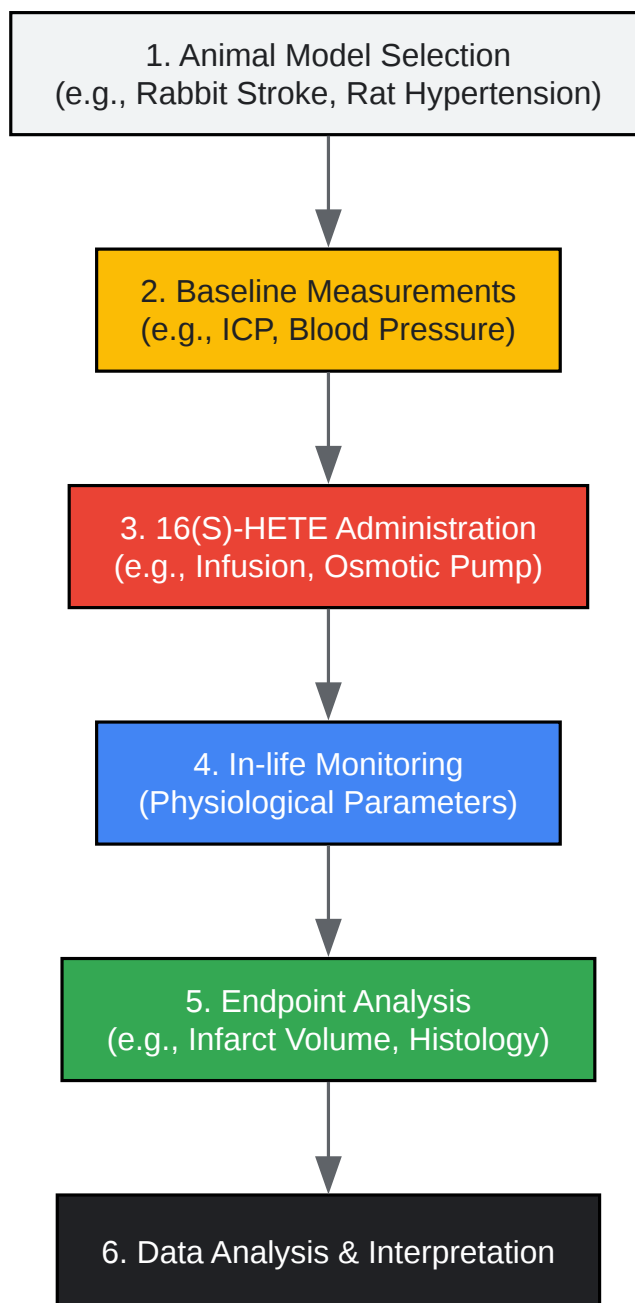 1. Animal Model Selection
(e.g., Rabbit Stroke, Rat Hypertension)
2. Baseline Measurements
(e.g., ICP, Blood Pressure)
3. 16(S)-HETE Administration
(e.g., Infusion, Osmotic Pump)
4. In-life Monitoring
(Physiological Parameters)
5. Endpoint Analysis
(e.g., Infarct Volume, Histology)
6. Data Analysis & Interpretation